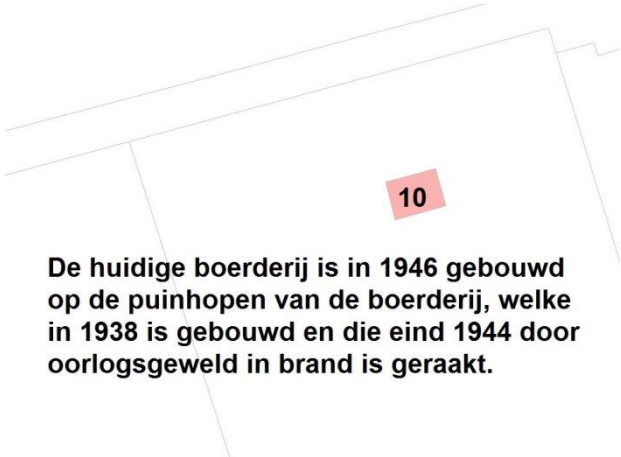 10
De huidige boerderij is in 1946 gebouwd
op de puinhopen van de boerderij, welke
in 1938 is gebouwd en die eind 1944 door
oorlogsgeweld in brand is geraakt.